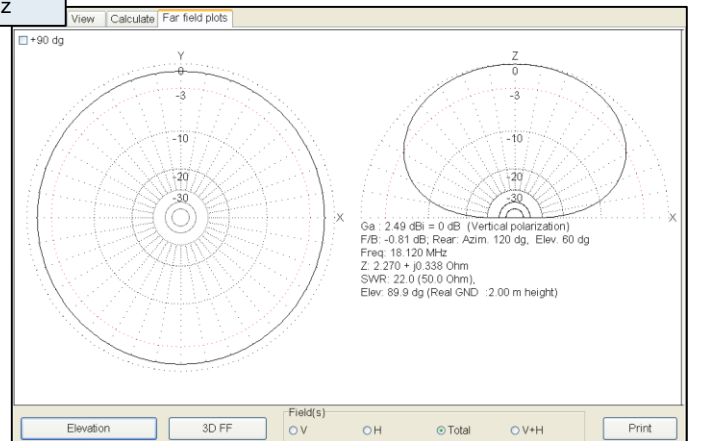 z
View Calculate Far field plots
+90 dg
Y
0
-3
-10
-20
-30
X
Z
0
-3
-10
-20
-30
X
Ga : 2.49 dBi = 0 dB (Vertical polarization)
F/B: -0.81 dB; Rear: Azim. 120 dg, Elev. 60 dg
Freq: 18.120 MHz
Z: 2.270 + j0.338 Ohm
SWR: 22.0 (50.0 Ohm),
Elev: 89.9 dg (Real GND :2.00 m height)
Elevation
3D FF
Field(s)
V
H
Total
V+H
Print